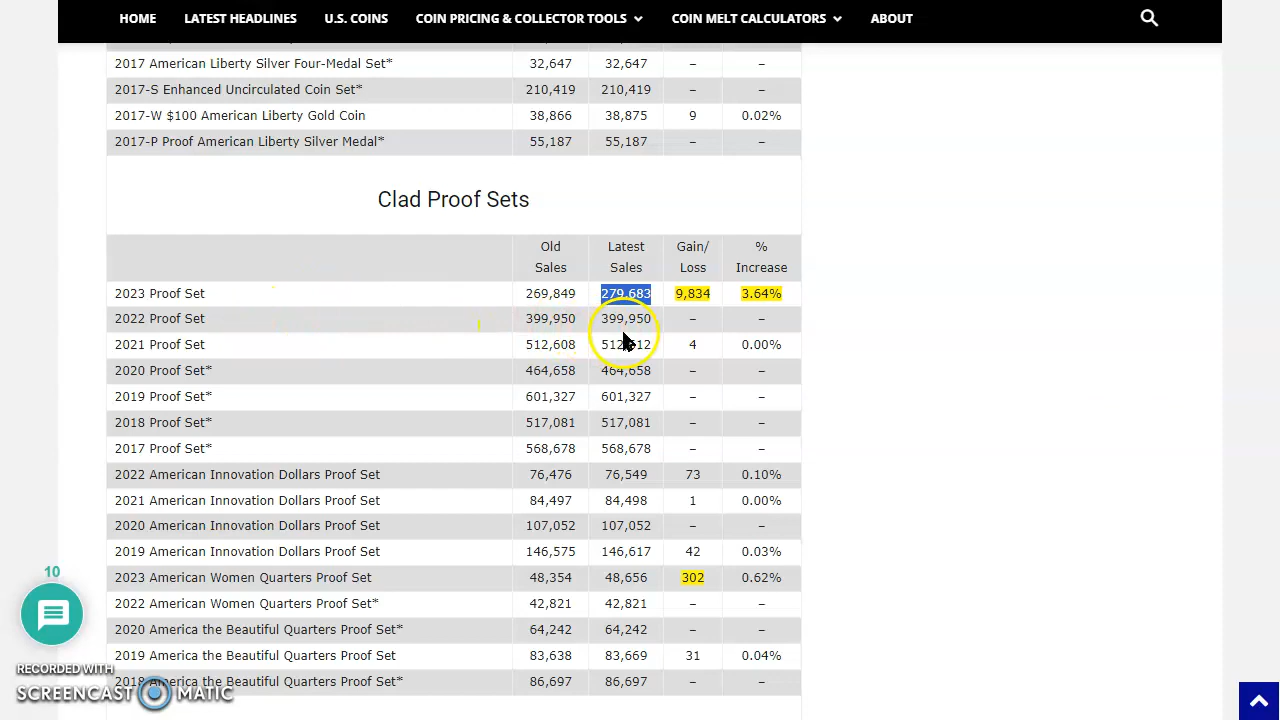 HOME LATEST HEADLINES U.S. COINS COIN PRICING & COLLECTOR TOOLS COIN MELT CALCULATORS ABOUT
2017 American Liberty Silver Four-Medal Set* 32,647 32,647 – –
2017-S Enhanced Uncirculated Coin Set* 210,419 210,419 – –
2017-W $100 American Liberty Gold Coin 38,866 38,875 9 0.02%
2017-P Proof American Liberty Silver Medal* 55,187 55,187 – –
Clad Proof Sets
Old Sales Latest Sales Gain/ Loss % Increase
2023 Proof Set 269,849 279,683 9,834 3.64%
2022 Proof Set 399,950 399,950 – –
2021 Proof Set 512,608 4 0.00%
2020 Proof Set* 464,658 464,658 – –
2019 Proof Set* 601,327 601,327 – –
2018 Proof Set* 517,081 517,081 – –
2017 Proof Set* 568,678 568,678 – –
2022 American Innovation Dollars Proof Set 76,476 76,549 73 0.10%
2021 American Innovation Dollars Proof Set 84,497 84,498 1 0.00%
2020 American Innovation Dollars Proof Set 107,052 107,052 – –
2019 American Innovation Dollars Proof Set 146,575 146,617 42 0.03%
2023 American Women Quarters Proof Set 48,354 48,656 302 0.62%
2022 American Women Quarters Proof Set* 42,821 42,821 – –
2020 America the Beautiful Quarters Proof Set* 64,242 64,242 – –
2019 America the Beautiful Quarters Proof Set 83,638 83,669 31 0.04%
2018 America the Beautiful Quarters Proof Set* 86,697 86,697 – –
10
RECORDED WITH
SCREENCAST MATIC